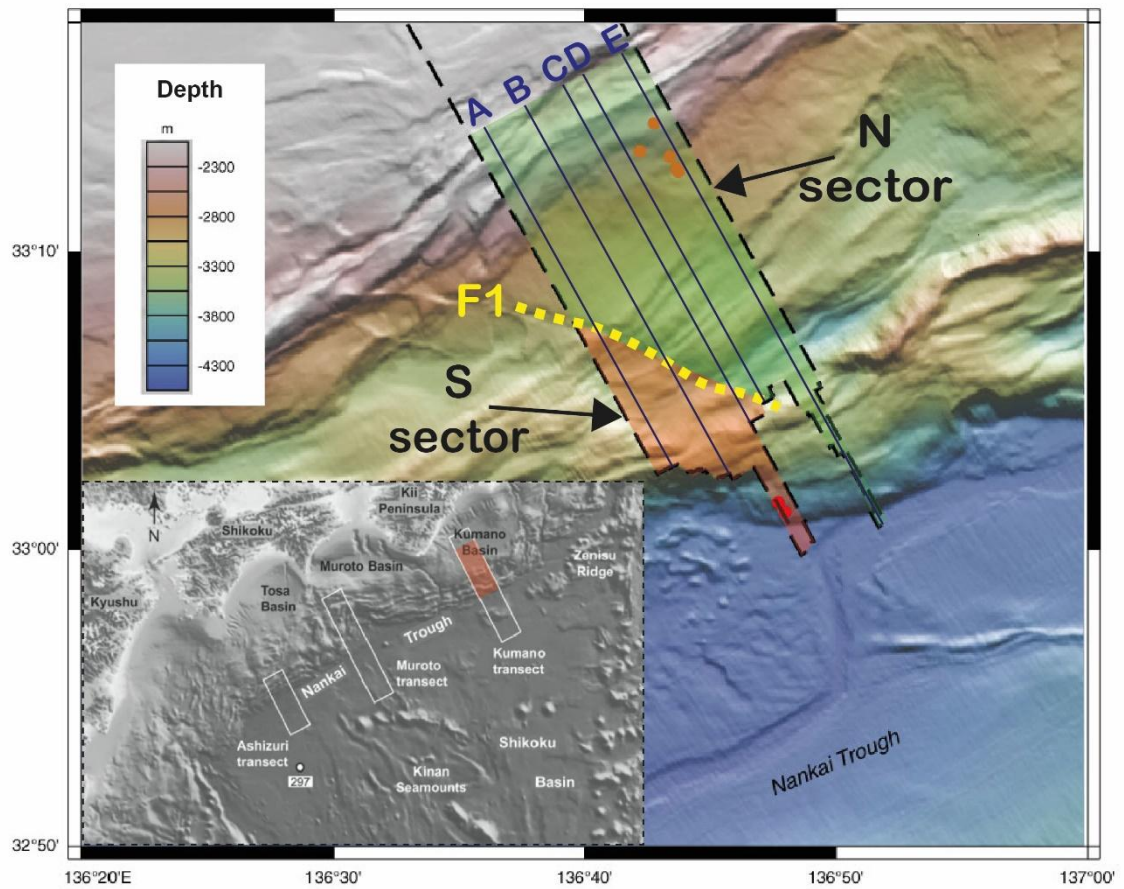 Depth
m
-2300
-2800
-3300
-3800
-4300
A
B
C
D
E
N
sector
F1
S
sector
33°10'
33°00'
32°50'
136°20'E
136°30'
136°40'
136°50'
137°00'
Nankai Trough
N
Kii
Peninsula
Shikoku
Kumano
Basin
Muroto Basin
Zenisu
Ridge
Tosa
Basin
Kyushu
Trough
Nankai
Kumano
transect
Muroto
transect
Ashizuri
transect
297
Shikoku
Basin
Kinan
Seamounts